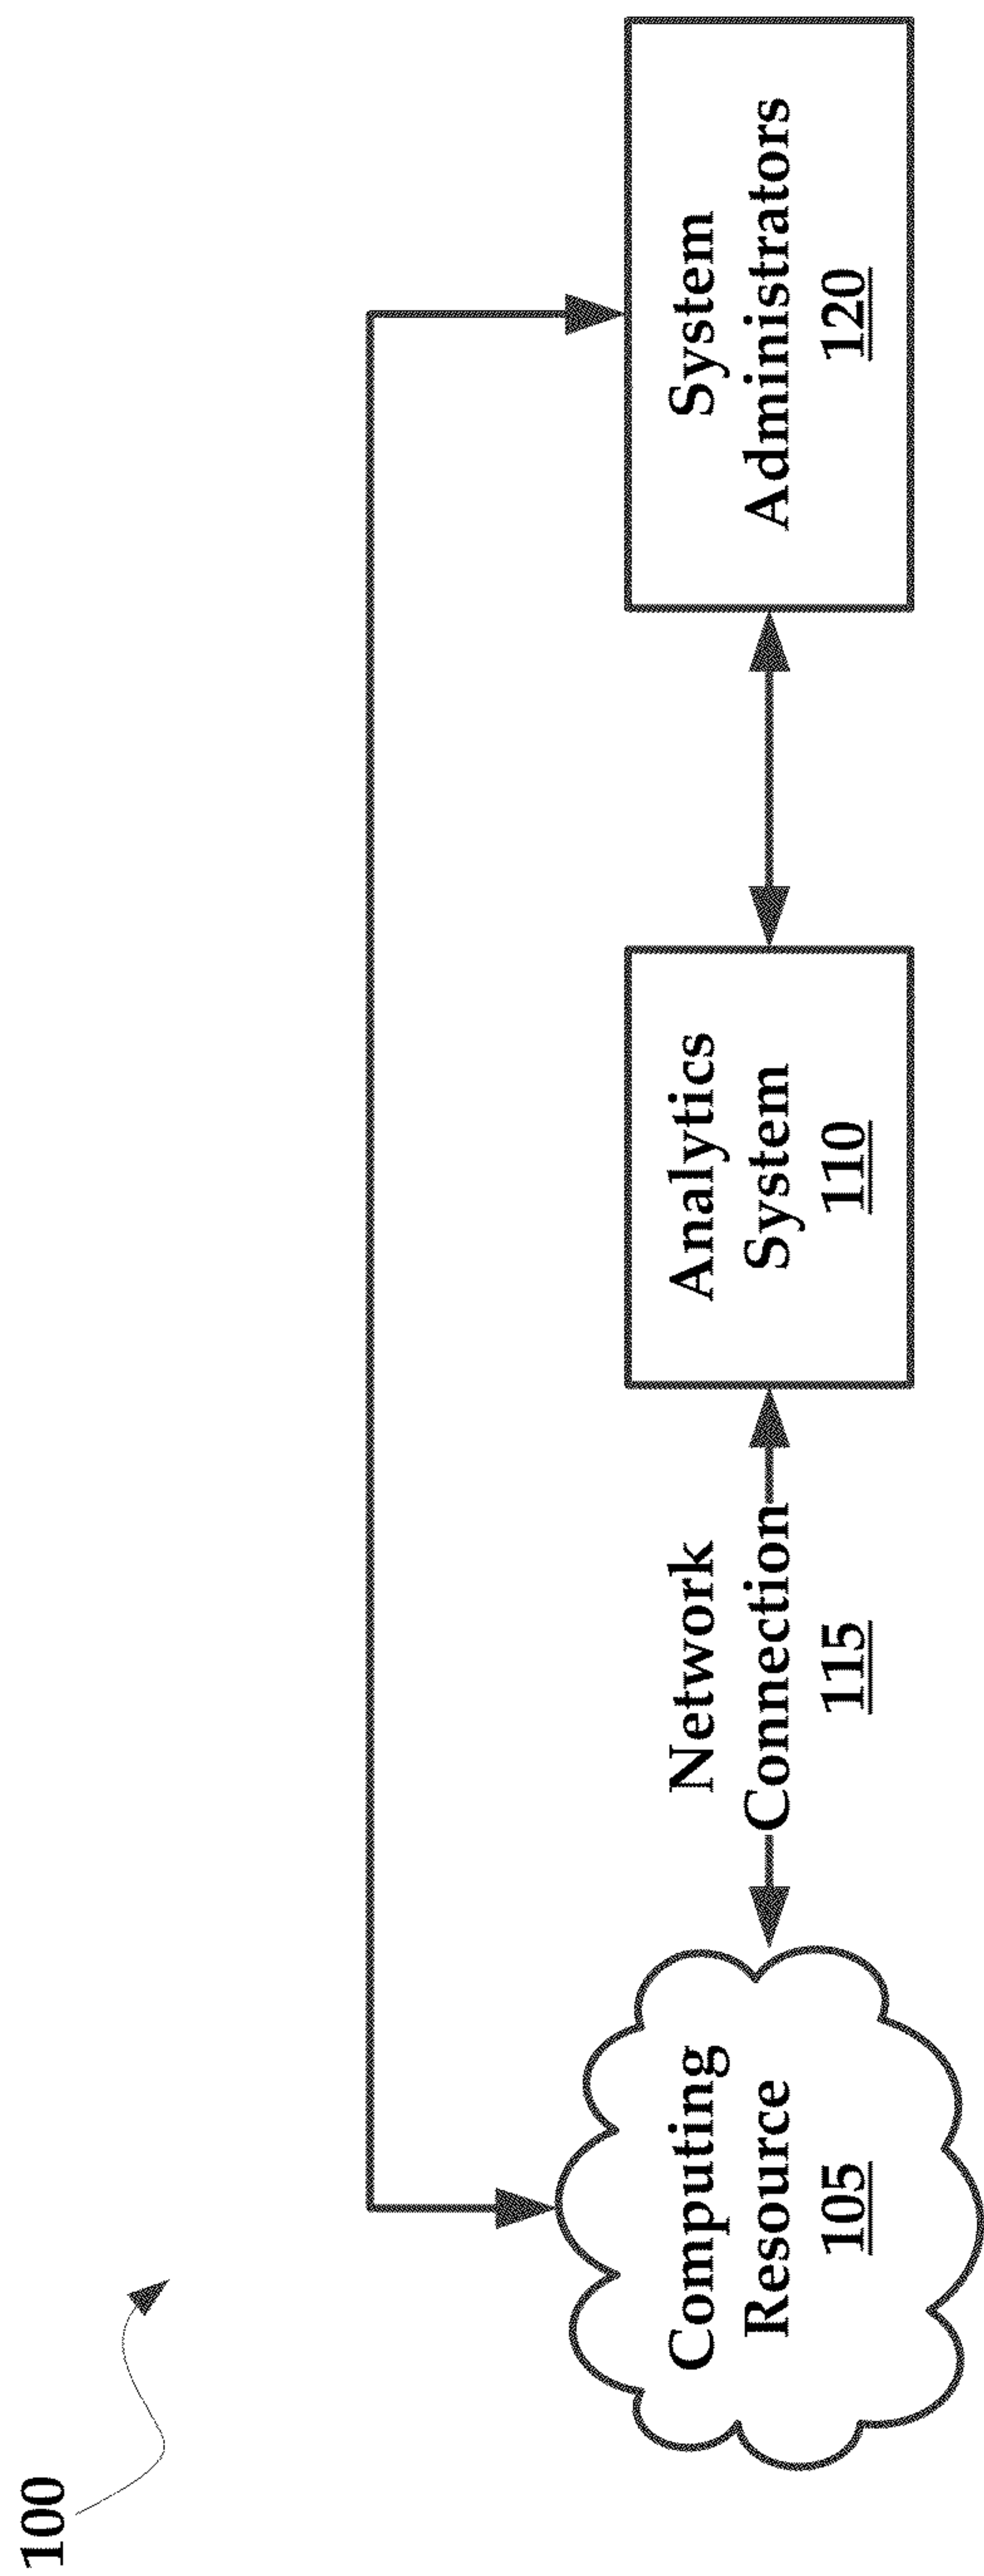 100
Computing
Resource
105
Network
Connection
115
Analytics
System
110
System
Administrators
120